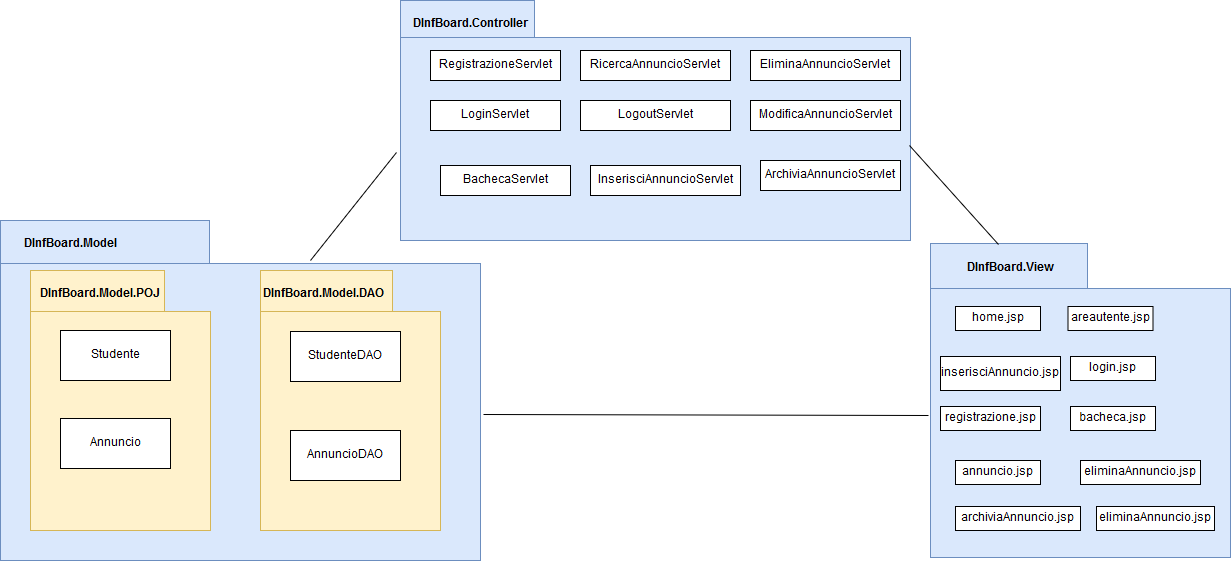 DInfBoard.Controller
RegistrazioneServlet
RicercaAnnuncioServlet
EliminaAnnuncioServlet
LoginServlet
LogoutServlet
ModificaAnnuncioServlet
BachecaServlet
InserisciAnnuncioServlet
ArchiviaAnnuncioServlet
DInfBoard.Model
DInfBoard.Model.POJ
Studente
Annuncio
DInfBoard.Model.DAO
StudenteDAO
AnnuncioDAO
DInfBoard.View
home.jsp
areautente.jsp
inserisciAnnuncio.jsp
login.jsp
registrazione.jsp
bacheca.jsp
annuncio.jsp
eliminaAnnuncio.jsp
archiviaAnnuncio.jsp
eliminaAnnuncio.jsp